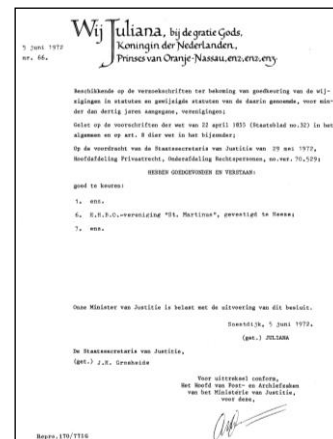 Wij Juliana, bij de gratie Gods,
Koningin der Nederlanden,
Prinses van Oranje-Nassau, enz., enz., enz.
5 juni 1972
nr. 66.
Beschikkende op de verzoekschriften ter bekoming van goedkeuring van de wij-
zigingen in statuten en gewijzigde statuten van de daarin genoemde, voor min-
der dan dertig jaren aangegane, verenigingen;
Gelet op de voorschriften der wet van 22 april 1855 (Staatsblad no.32) in het
algemeen en op art. 8 dier wet in het bijzonder;
Op de voordracht van de Staatssecretaris van Justitie van 29 mei 1972,
Hoofdafdeling Privaatrecht, Onderafdeling Rechtspersonen, no.ver. 70,529;
HEBBEN GOEDGEVONDEN EN VERSTAAN:
goed te keuren:
1. enz.
6. E.H.B.O.-vereniging "St. Martinus", gevestigd te Heeze;
7. enz.
Onze Minister van Justitie is belast met de uitvoering van dit besluit.
Soestdijk, 5 juni 1972.
(get.) JULIANA
De Staatssecretaris van Justitie,
(get.) J.H. Grosheide
Voor uittreksel conform,
Het Hoofd van Post- en Archiefzaken
van het Ministerie van Justitie,
voor deze,
Repro.170/7716